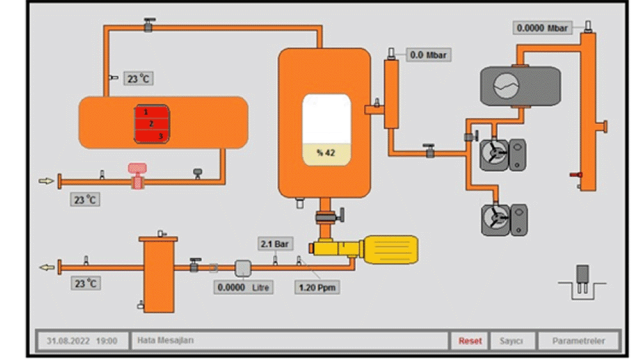 0.0000 Mbar
0.0 Mbar
23 °C
1
2
3
% 42
23 °C
2.1 Bar
23 °C
0.0000 Litre
1.20 Ppm
31.08.2022 19:00
Hata Mesajları
Reset
Sayıcı
Parametreler